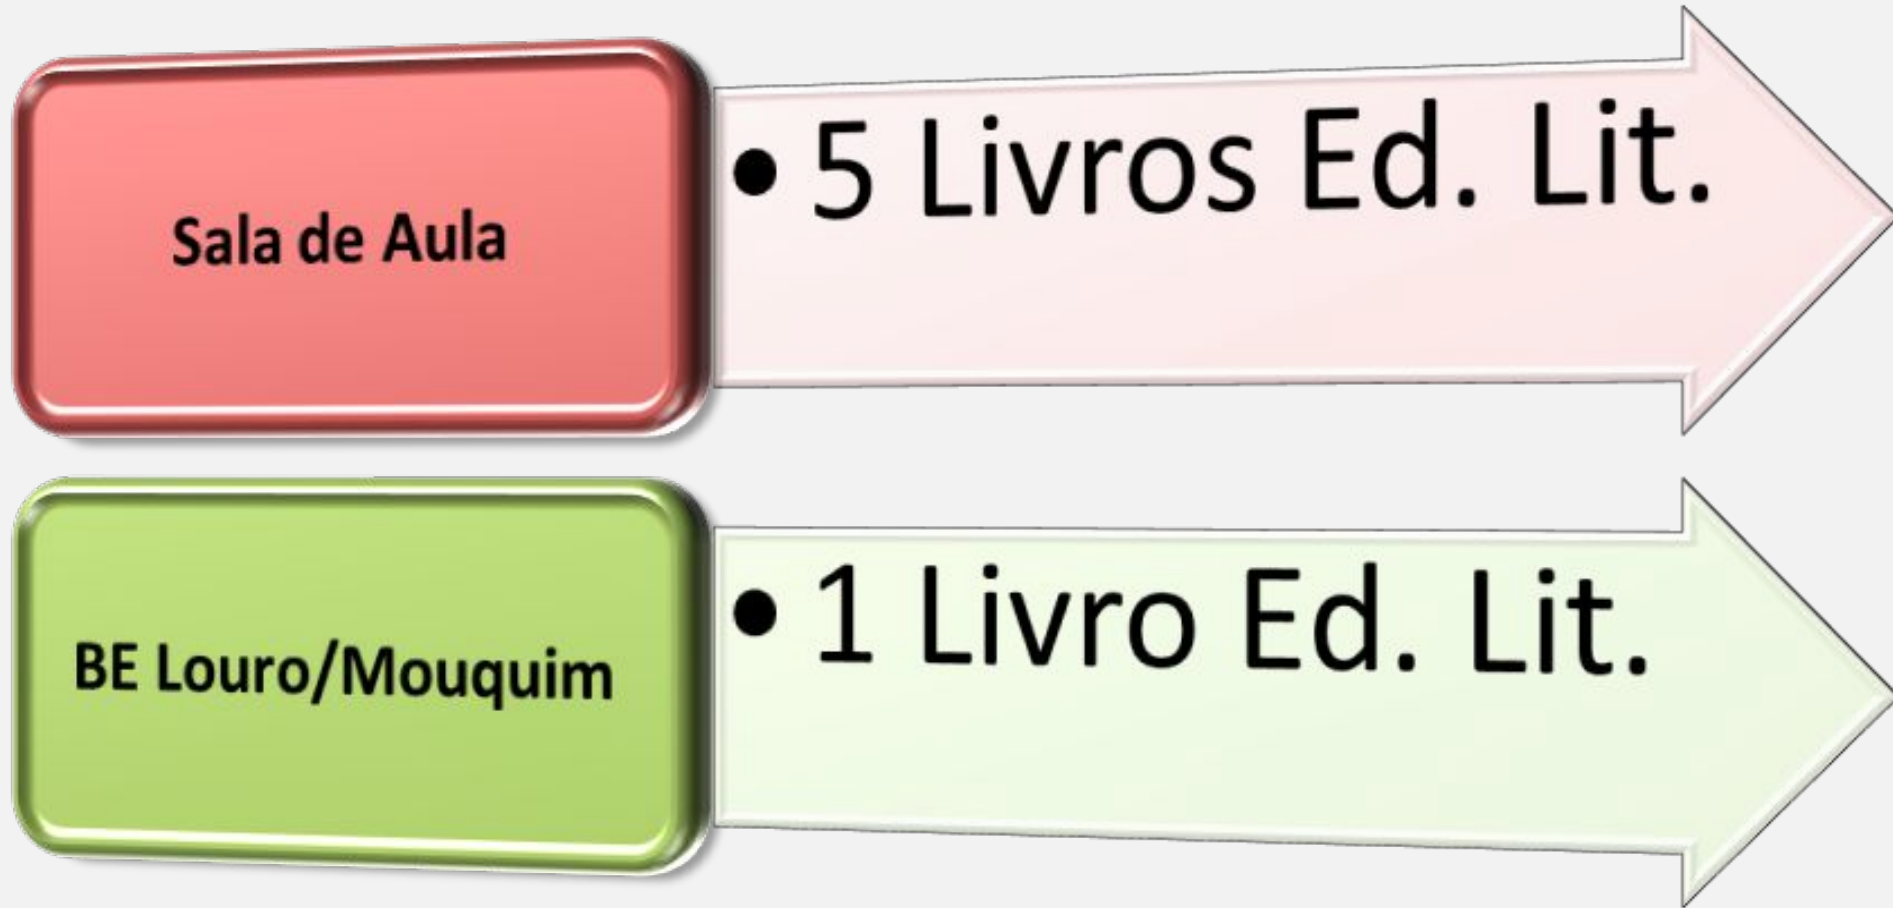 Sala de Aula
• 5 Livros Ed. Lit.
BE Louro/Mouquim
• 1 Livro Ed. Lit.